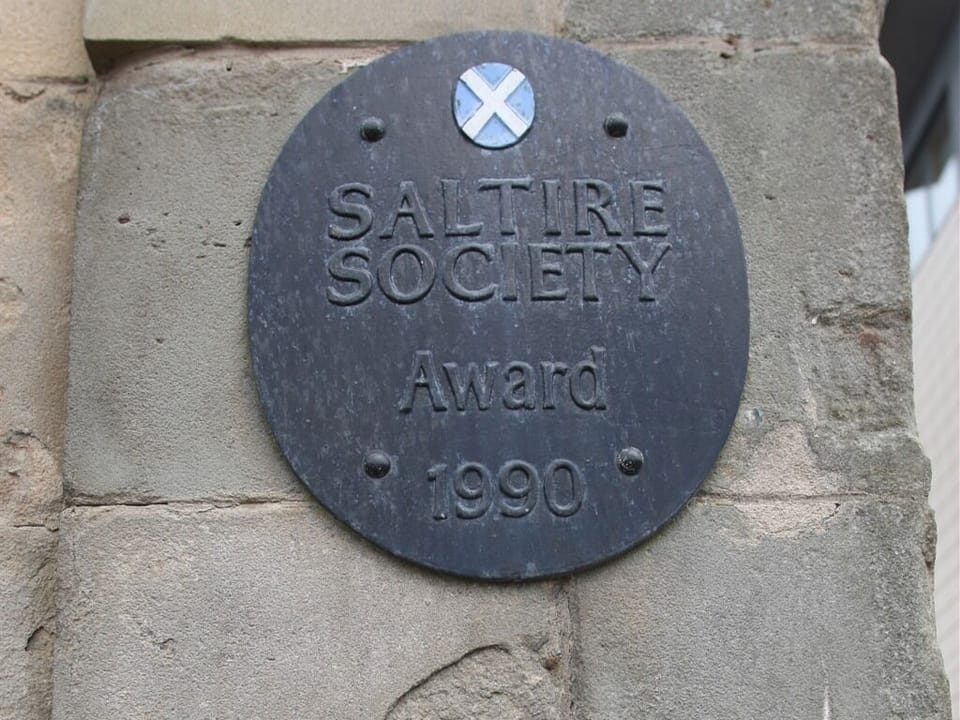 SALTIRE
SOCIETY
Award
1990